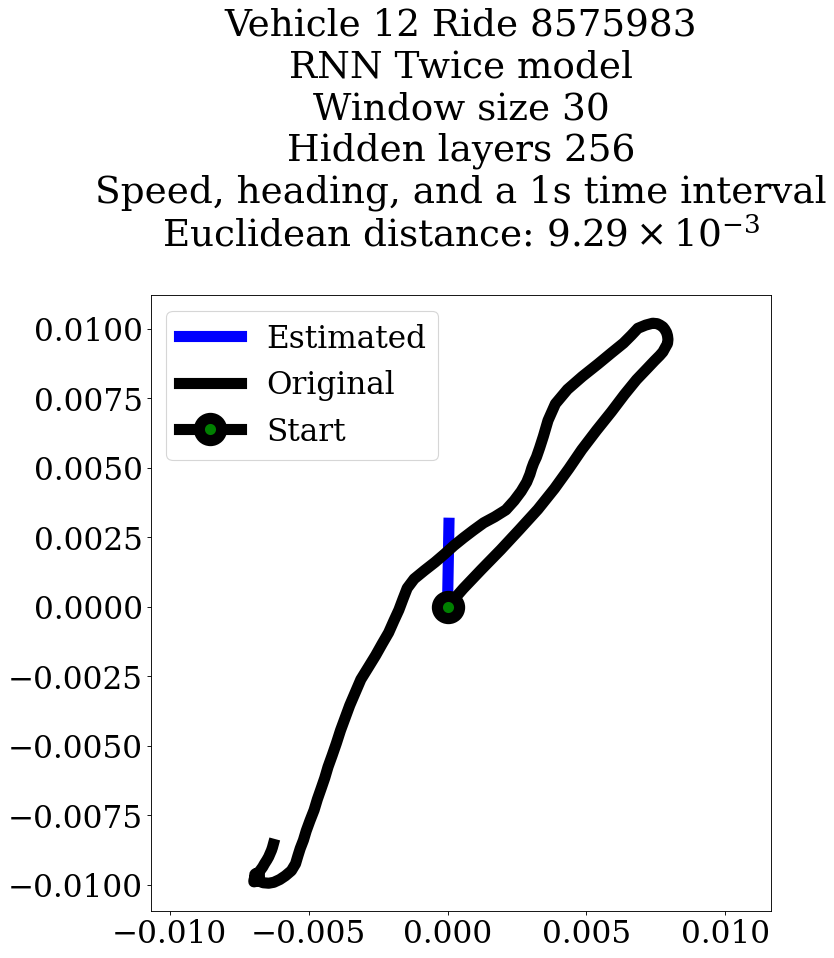 Vehicle 12 Ride 8575983
RNN Twice model
Window size 30
Hidden layers 256
Speed, heading, and a 1s time interval
Euclidean distance: 9.29 × 10⁻³
Estimated
Original
Start
0.0100
0.0075
0.0050
0.0025
0.0000
−0.0025
−0.0050
−0.0075
−0.0100
−0.010 −0.005 0.000 0.005 0.010